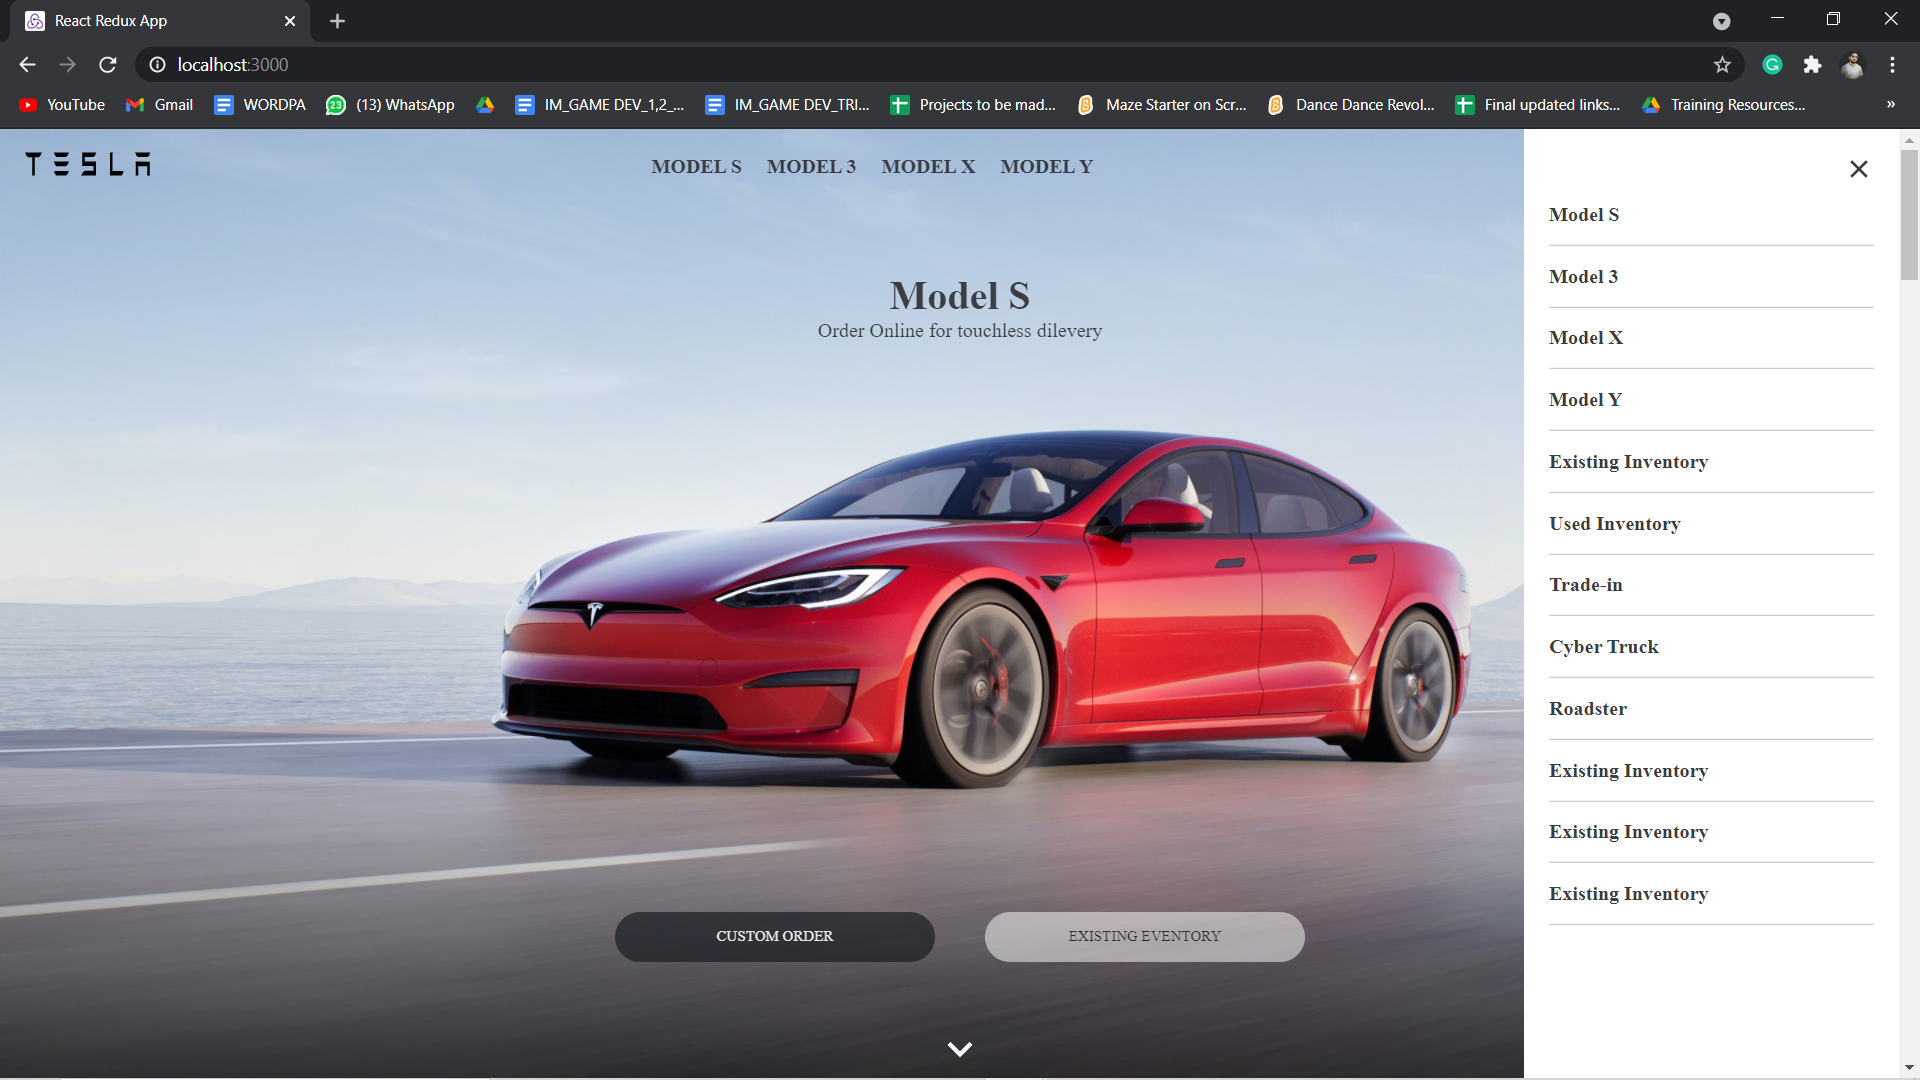 React Redux App
localhost:3000
YouTube Gmail WORDPA (13) WhatsApp IM_GAME DEV_1,2_... IM_GAME DEV_TRI... Projects to be mad... Maze Starter on Scr... Dance Dance Revol... Final updated links... Training Resources... »
23
TESLA
MODEL S MODEL 3 MODEL X MODEL Y
Model S
Order Online for touchless dilevery
CUSTOM ORDER
EXISTING EVENTORY
Model S
Model 3
Model X
Model Y
Existing Inventory
Used Inventory
Trade-in
Cyber Truck
Roadster
Existing Inventory
Existing Inventory
Existing Inventory